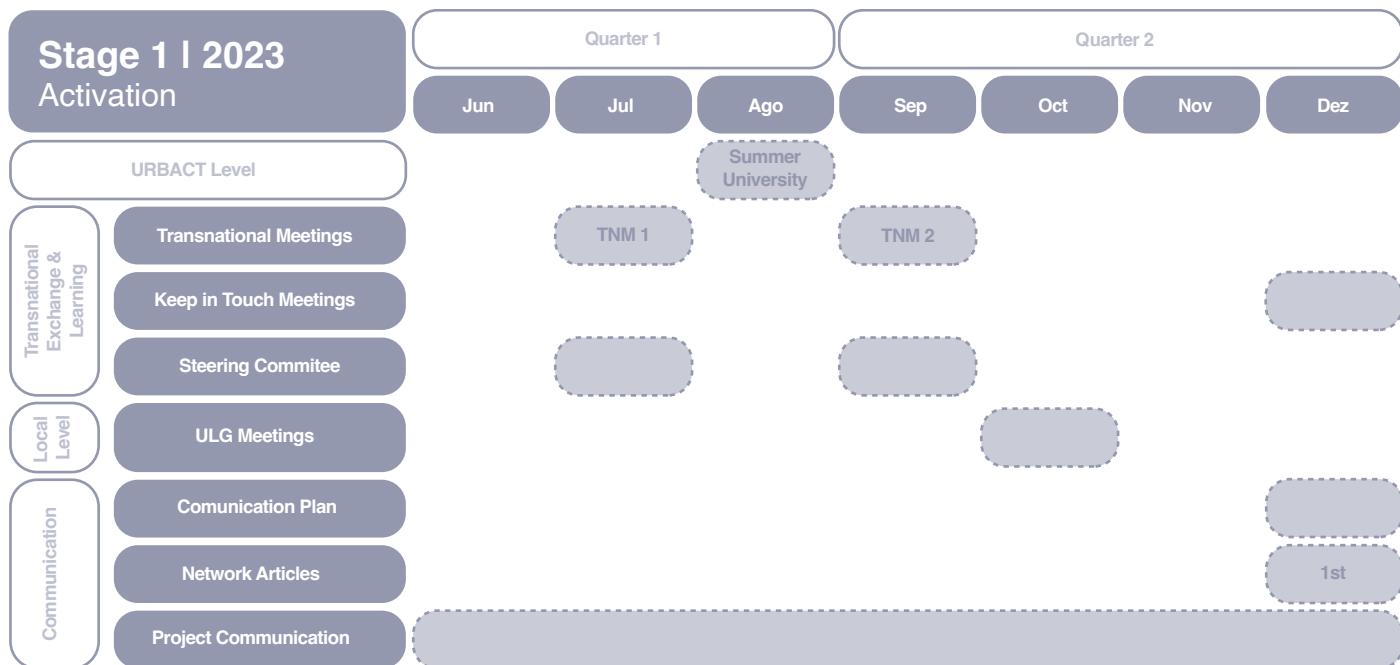 Stage 1 | 2023
Activation
Quarter 1
Quarter 2
Jun
Jul
Ago
Sep
Oct
Nov
Dez
URBACT Level
Summer
University
Transnational
Exchange &
Learning
Transnational Meetings
TNM 1
TNM 2
Keep in Touch Meetings
Steering Commitee
Local
Level
ULG Meetings
Communication
Comunication Plan
Network Articles
1st
Project Communication